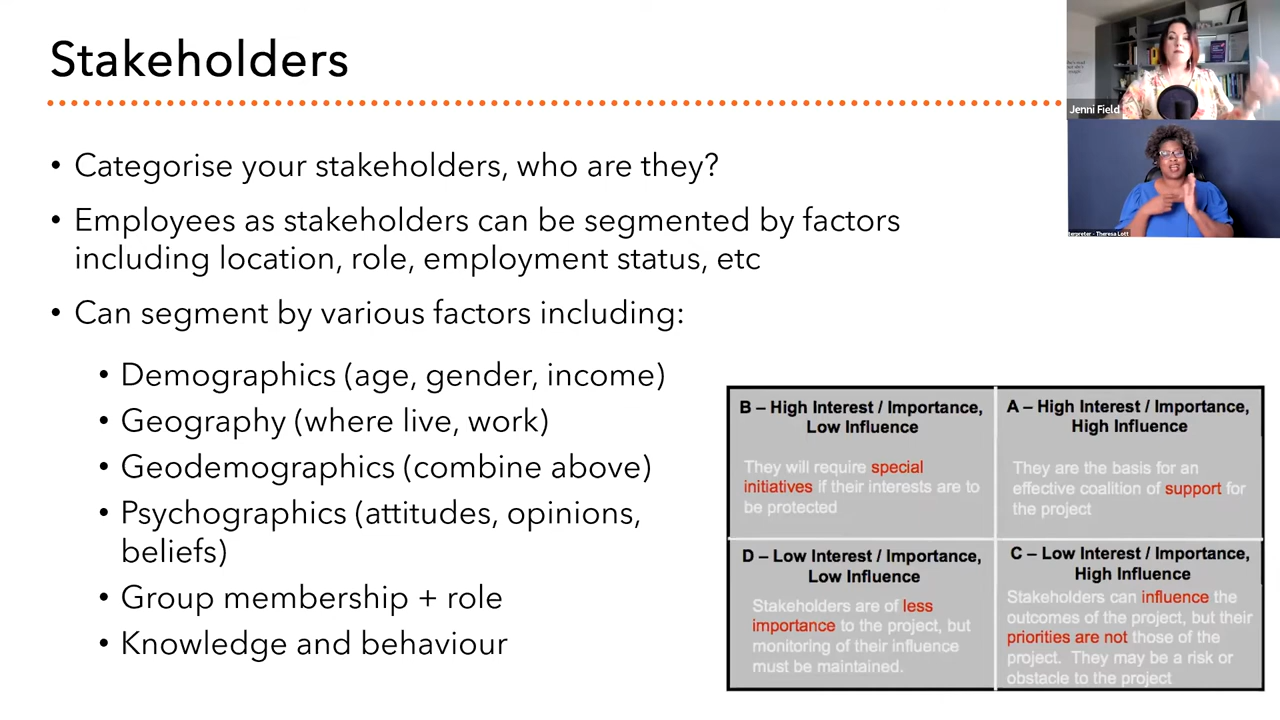 Stakeholders
• Categorise your stakeholders, who are they?
• Employees as stakeholders can be segmented by factors
including location, role, employment status, etc
• Can segment by various factors including:
• Demographics (age, gender, income)
• Geography (where live, work)
• Geodemographics (combine above)
• Psychographics (attitudes, opinions,
beliefs)
• Group membership + role
• Knowledge and behaviour
B – High Interest / Importance,
Low Influence
They will require special
initiatives if their interests are to
be protected
A – High Interest / Importance,
High Influence
They are the basis for an
effective coalition of support for
the project
D – Low Interest / Importance,
Low Influence
Stakeholders are of less
importance to the project, but
monitoring of their influence
must be maintained.
C – Low Interest / Importance,
High Influence
Stakeholders can influence the
outcomes of the project, but their
priorities are not those of the
project. They may be a risk or
obstacle to the project
Jenni Field
terpreter - Theresa Lott